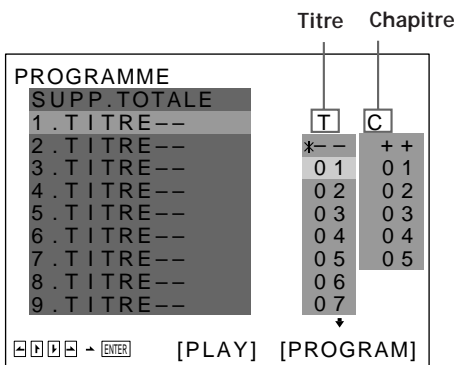 Titre Chapitre
PROGRAMME
SUPP.TOTALE
T C
1.TITRE––
*–– ++
2.TITRE––
01 01
3.TITRE––
02 02
4.TITRE––
03 03
5.TITRE––
04 04
6.TITRE––
05 05
7.TITRE––
06
8.TITRE––
07
9.TITRE––
ENTER [PLAY] [PROGRAM]